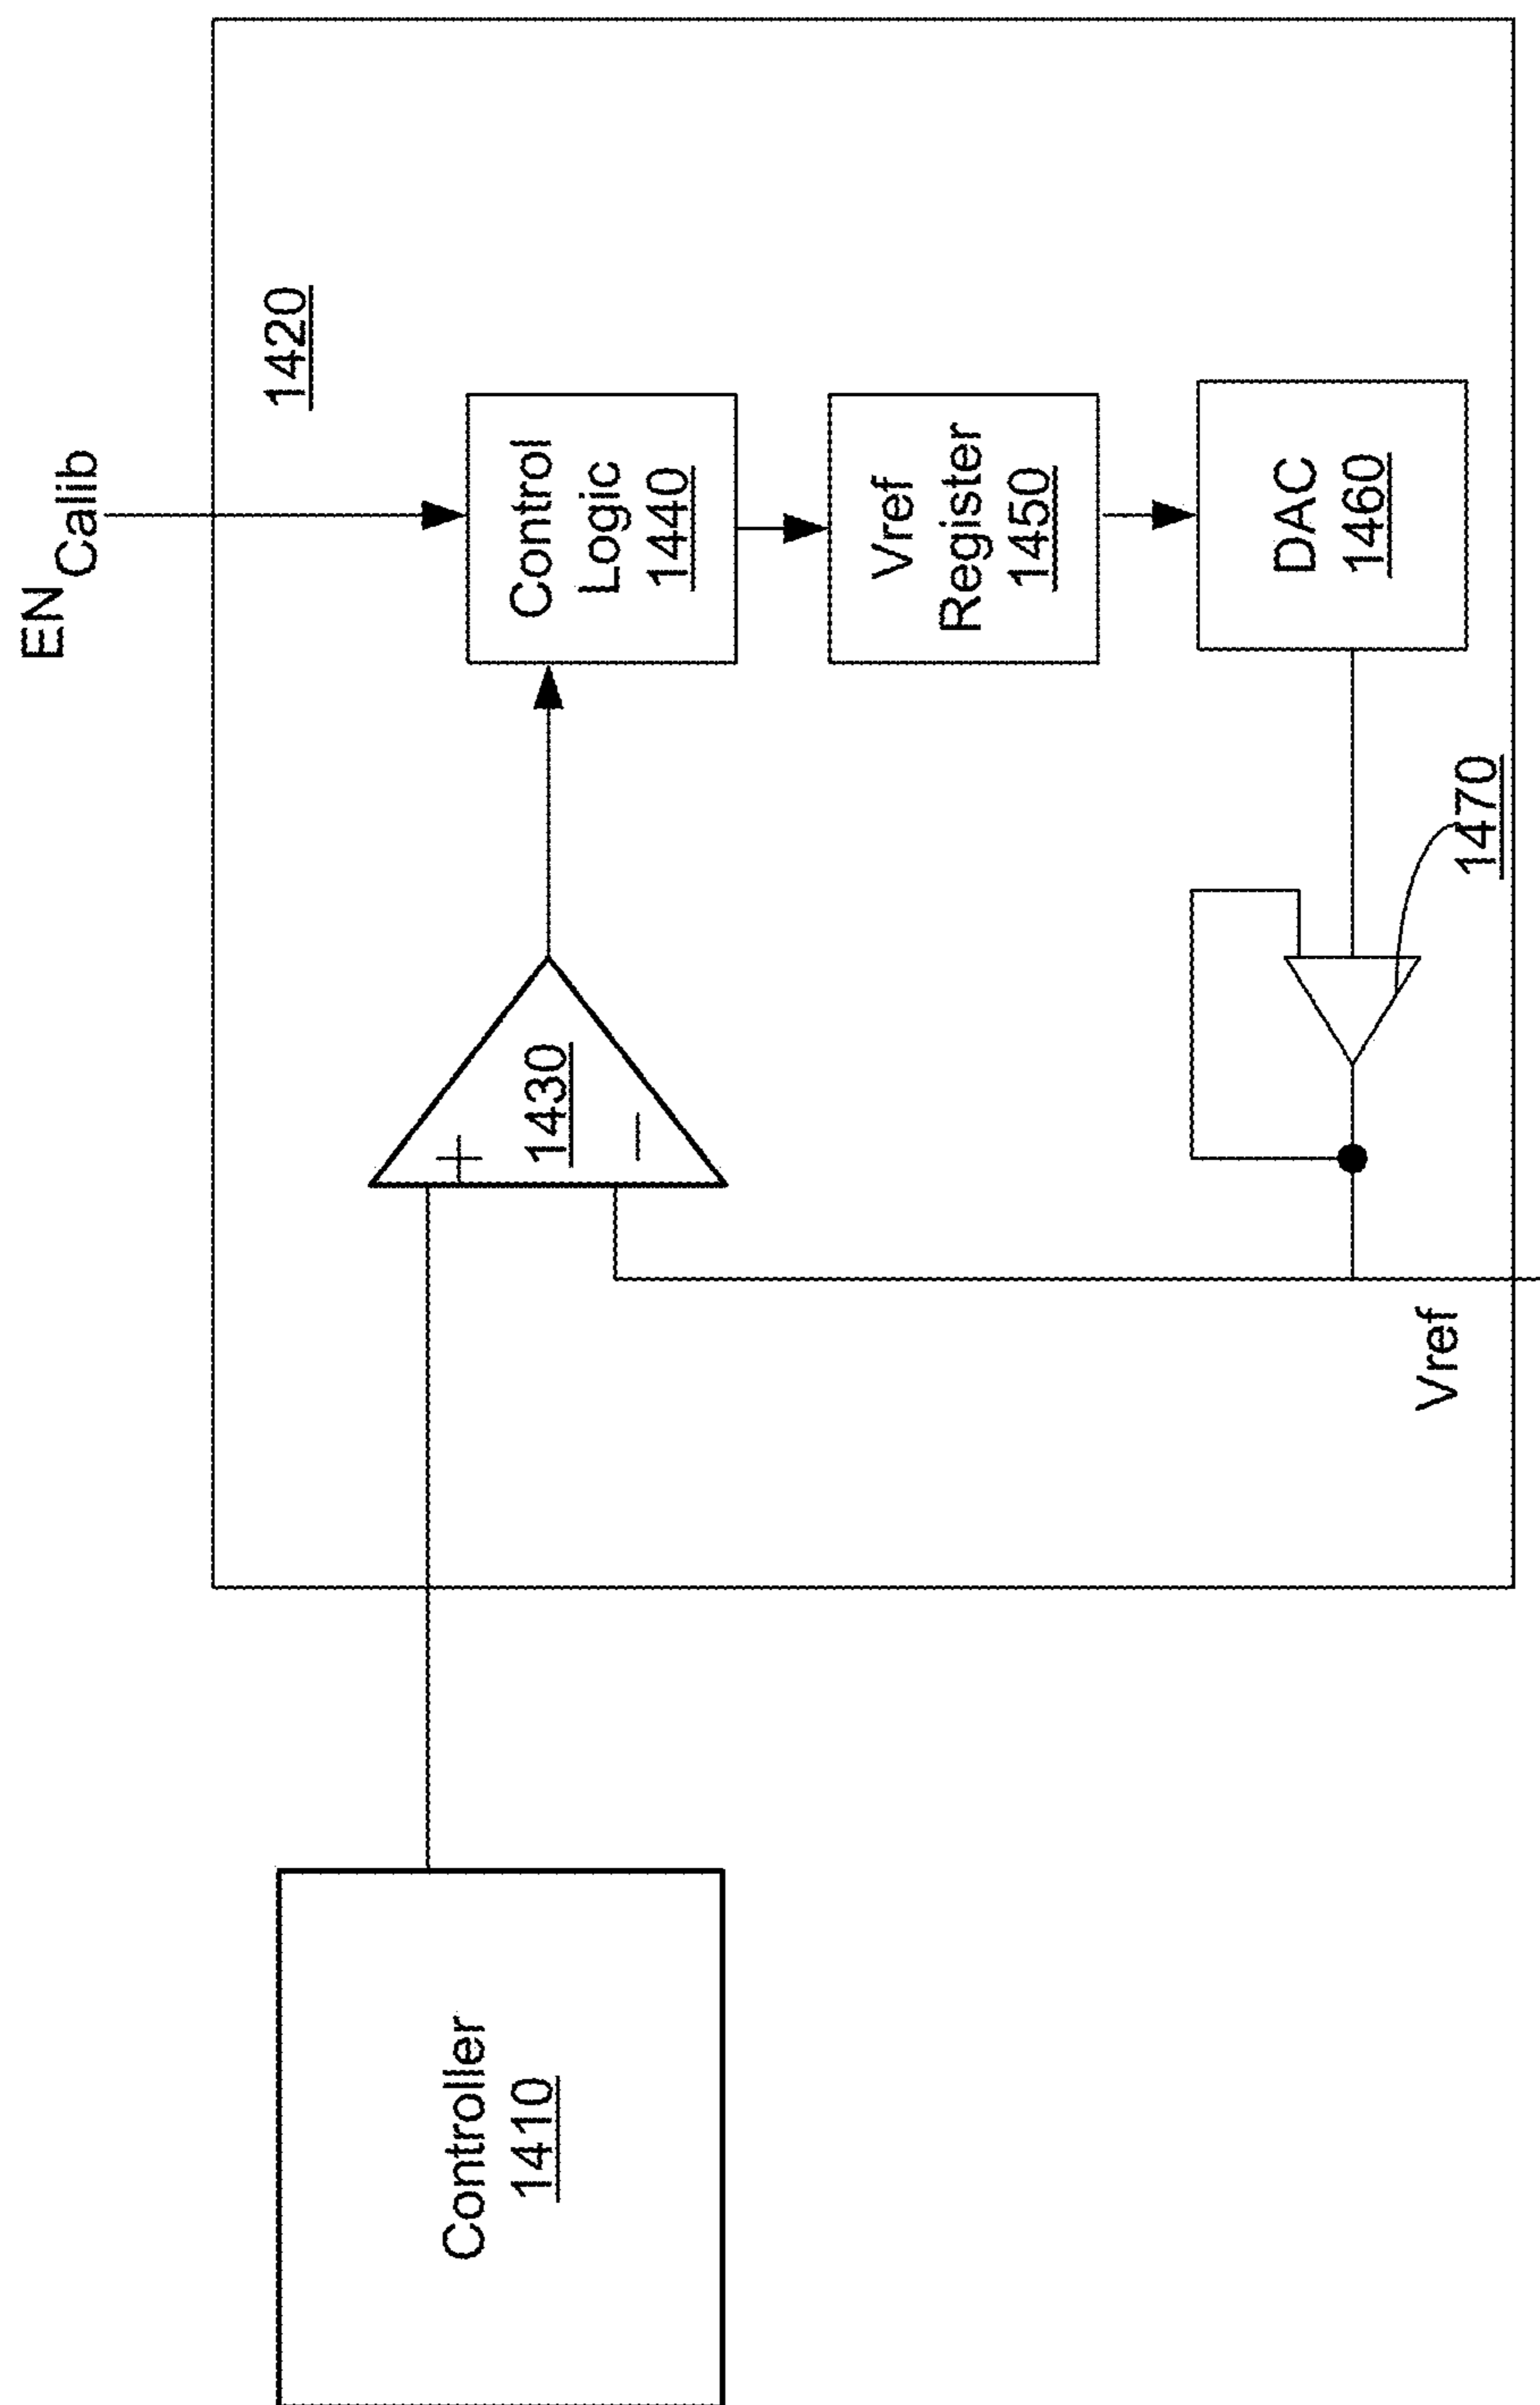 EN Calib
1420
Control
Logic
1440
Vref
Register
1450
DAC
1460
+
1430
−
1470
Vref
Controller
1410